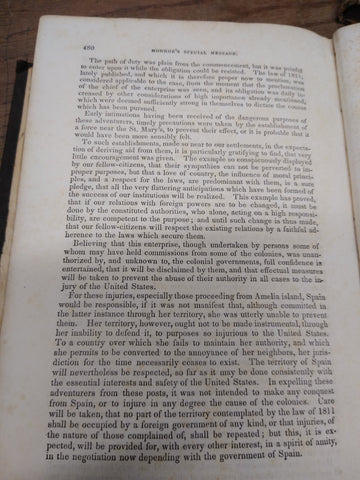 480 MONROE'S SPECIAL MESSAGE.
The path of duty was plain from the commencement, but it was painful
to enter upon it while the obligation could be resisted. The law of 1811,
lately published, and which it is therefore proper now to mention, was
considered applicable to the case, from the moment that the proclamation
of the chief of the enterprise was seen, and its obligation was daily in-
creased by other considerations of high importance already mentioned,
which were deemed sufficiently strong in themselves to dictate the course
which has been pursued.
Early intimations having been received of the dangerous purposes of
these adventurers, timely precautions were taken by the establishment of
a force near the St. Mary's, to prevent their effect, or it is probable that it
would have been more sensibly felt.
To such establishments, made so near to our settlements, in the expecta-
tion of deriving aid from them, it is particularly gratifying to find, that very
little encouragement was given. The example so conspicuously displayed
by our fellow-citizens, that their sympathies can not be perverted to im-
proper purposes, but that a love of country, the influence of moral princi-
ples, and a respect for the laws, are predominant with them, is a sure
pledge, that all the very flattering anticipations which have been formed of
the success of our institutions will be realized. This example has proved,
that if our relations with foreign powers are to be changed, it must be
done by the constituted authorities, who alone, acting on a high responsi-
bility, are competent to the purpose; and until such change is thus made,
that our fellow-citizens will respect the existing relations by a faithful ad-
herence to the laws which secure them.
Believing that this enterprise, though undertaken by persons some of
whom may have held commissions from some of the colonies, was unau-
thorized by, and unknown to, the colonial governments, full confidence is
entertained, that it will be disclaimed by them, and that effectual measures
will be taken to prevent the abuse of their authority in all cases to the in-
jury of the United States.
For these injuries, especially those proceeding from Amelia island, Spain
would be responsible, if it was not manifest that, although committed in
the latter instance through her territory, she was utterly unable to prevent
them. Her territory, however, ought not to be made instrumental, through
her inability to defend it, to purposes so injurious to the United States.
To a country over which she fails to maintain her authority, and which
she permits to be converted to the annoyance of her neighbors, her juris-
diction for the time necessarily ceases to exist. The territory of Spain
will nevertheless be respected, so far as it may be done consistently with
the essential interests and safety of the United States. In expelling these
adventurers from these posts, it was not intended to make any conquest
from Spain, or to injure in any degree the cause of the colonies. Care
will be taken, that no part of the territory contemplated by the law of 1811
shall be occupied by a foreign government of any kind, or that injuries, of
the nature of those complained of, shall be repeated; but this, it is ex-
pected, will be provided for, with every other interest, in a spirit of amity,
in the negotiation now depending with the government of Spain.